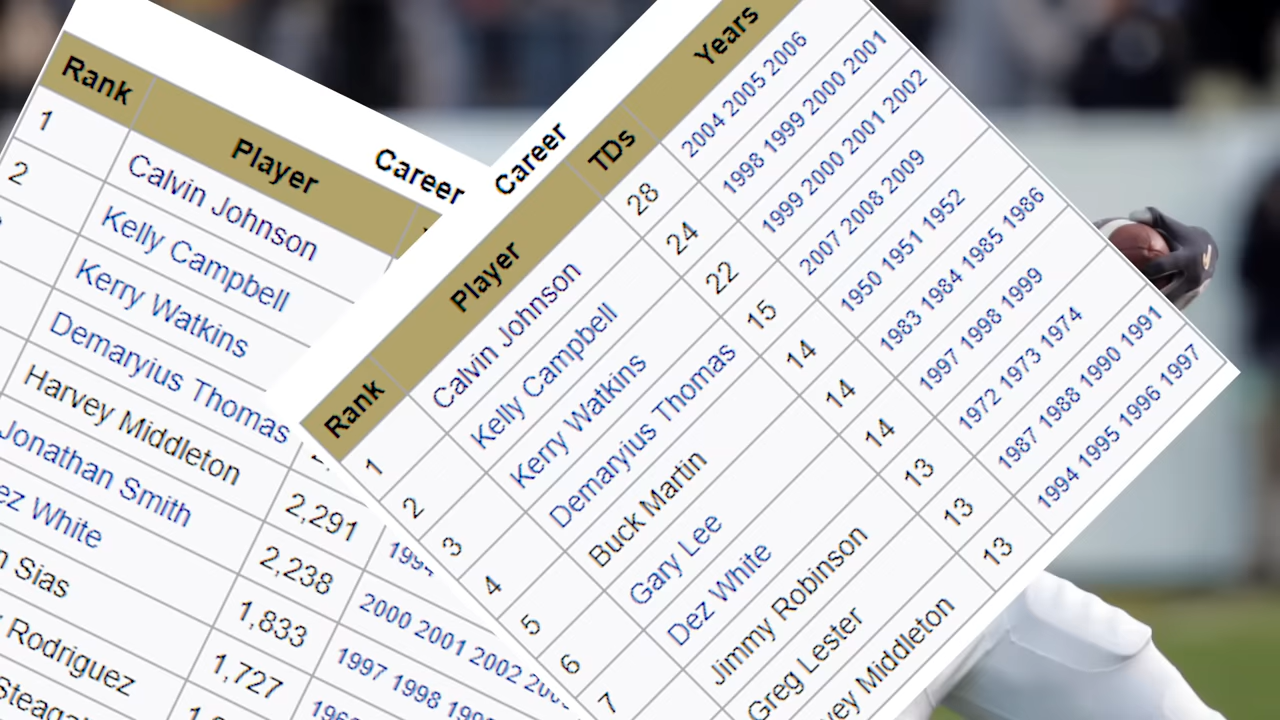 Career
Rank Player
1 Calvin Johnson
2 Kelly Campbell
Kerry Watkins
Demaryius Thomas
Harvey Middleton 2,291
Jonathan Smith 2,238 2000 2001 2002
White 1,833 1997 1998
Sias 1,727
Rodriguez
Career
Rank Player TDs Years
1 Calvin Johnson 28 2004 2005 2006
2 Kelly Campbell 24 1998 1999 2000 2001
3 Kerry Watkins 22 1999 2000 2001 2002
4 Demaryius Thomas 15 2007 2008 2009
5 Buck Martin 14 1950 1951 1952
6 Gary Lee 14 1983 1984 1985 1986
7 Dez White 14 1997 1998 1999
Jimmy Robinson 13 1972 1973 1974
Greg Lester 13 1987 1988 1990 1991
Middleton 13 1994 1995 1996 1997